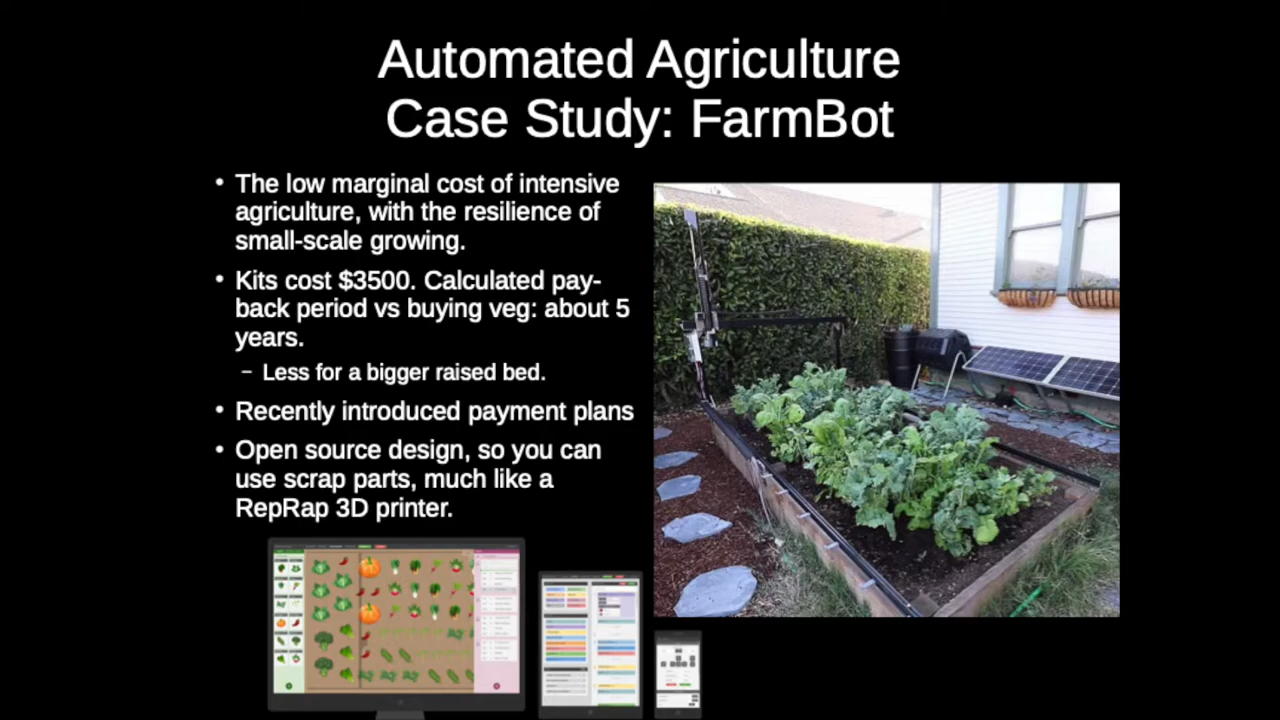 Automated Agriculture
Case Study: FarmBot
• The low marginal cost of intensive
agriculture, with the resilience of
small-scale growing.
• Kits cost $3500. Calculated pay-
back period vs buying veg: about 5
years.
– Less for a bigger raised bed.
• Recently introduced payment plans
• Open source design, so you can
use scrap parts, much like a
RepRap 3D printer.